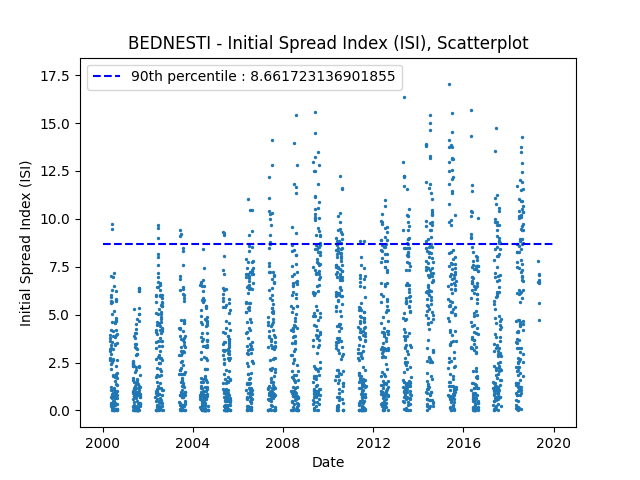 BEDNESTI - Initial Spread Index (ISI), Scatterplot
90th percentile : 8.661723136901855
17.5
15.0
12.5
10.0
7.5
5.0
2.5
0.0
Initial Spread Index (ISI)
2000 2004 2008 2012 2016 2020
Date